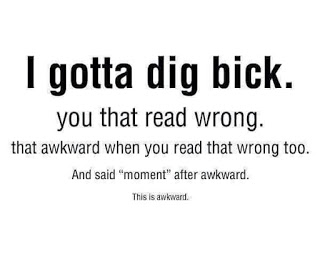 I gotta dig bick.
you that read wrong.
that awkward when you read that wrong too.
And said “moment” after awkward.
This is awkward.